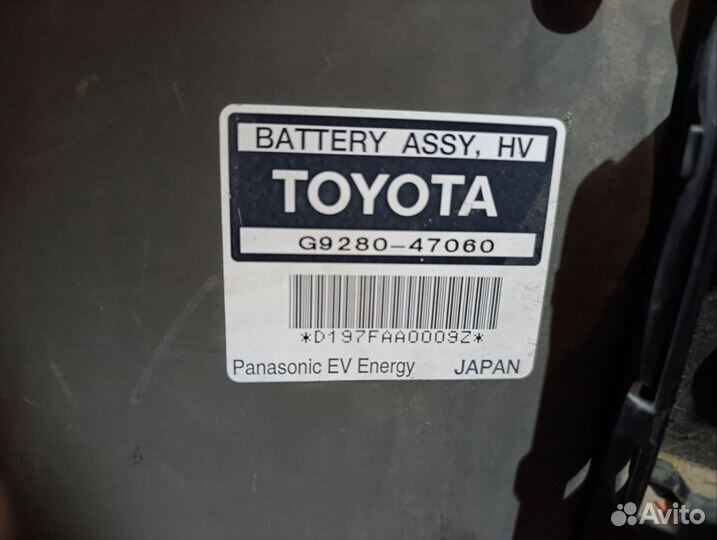 BATTERY ASSY, HV
TOYOTA
G9280-47060
*D197FAA0009Z*
Panasonic EV Energy JAPAN
Avito